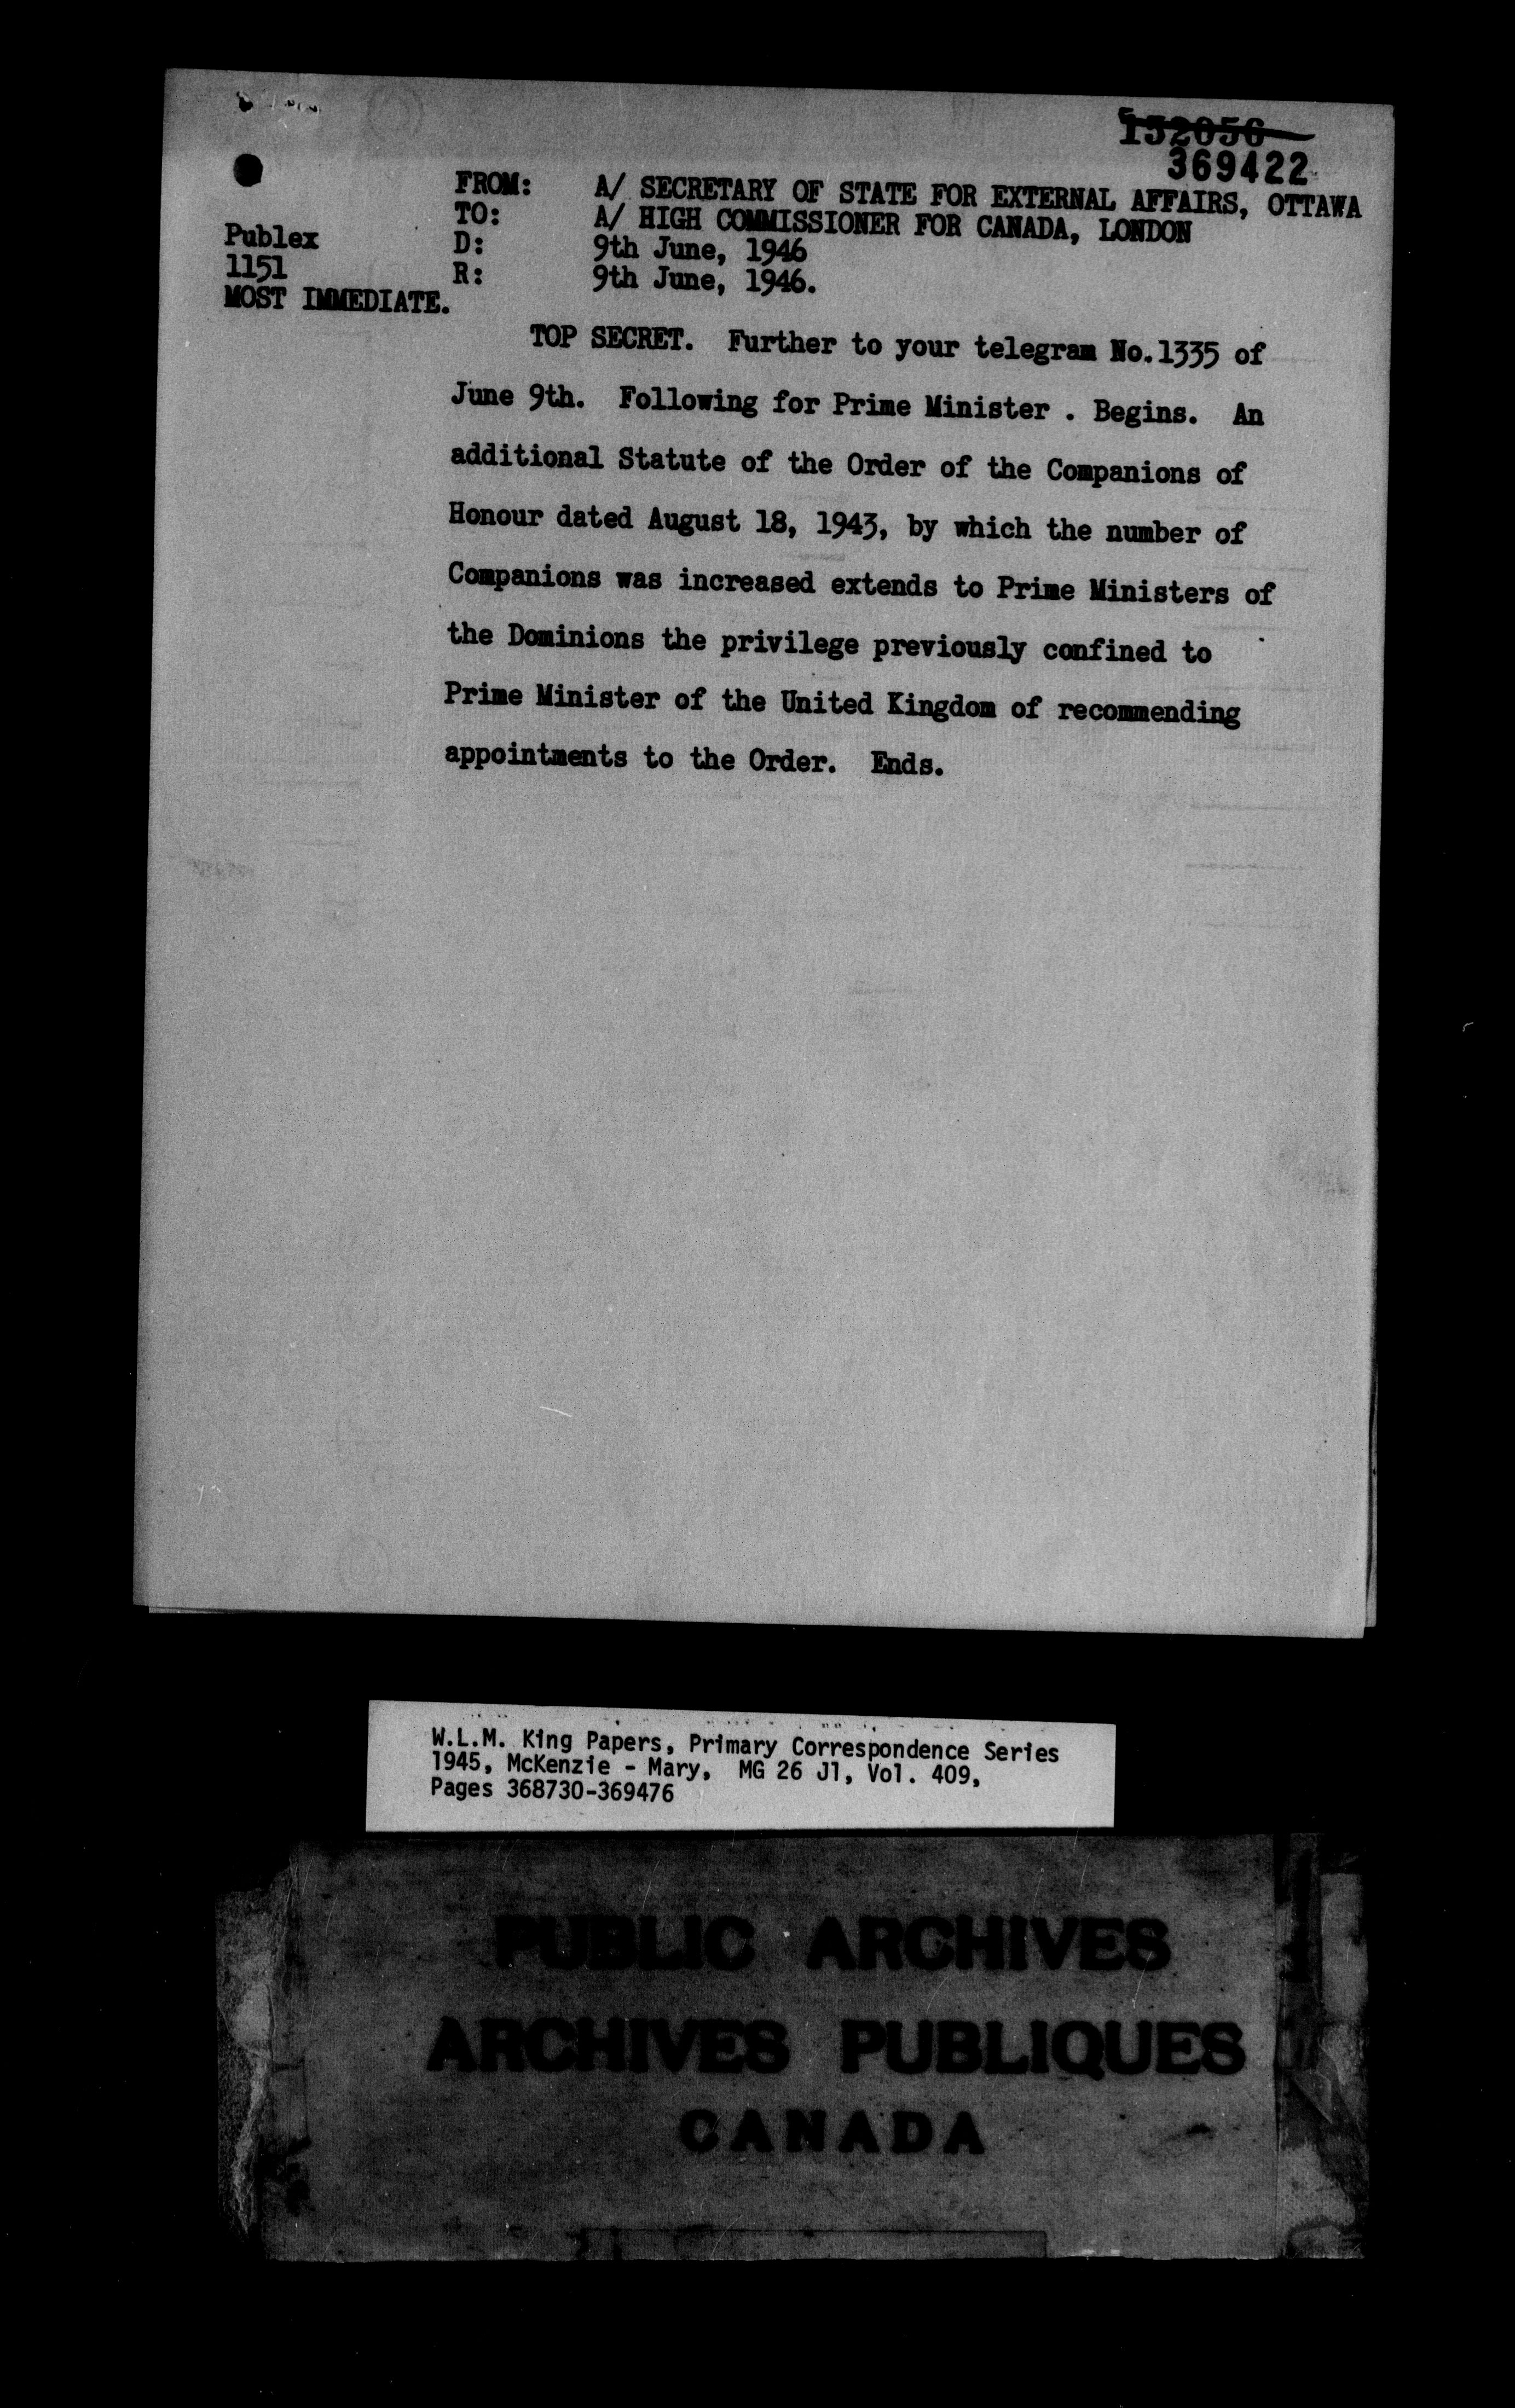 152056
369422
FROM: A/ SECRETARY OF STATE FOR EXTERNAL AFFAIRS, OTTAWA
TO: A/ HIGH COMMISSIONER FOR CANADA, LONDON
Publex D: 9th June, 1946
1151 R: 9th June, 1946.
MOST IMMEDIATE.
TOP SECRET. Further to your telegram No.1335 of
June 9th. Following for Prime Minister . Begins. An
additional Statute of the Order of the Companions of
Honour dated August 18, 1943, by which the number of
Companions was increased extends to Prime Ministers of
the Dominions the privilege previously confined to
Prime Minister of the United Kingdom of recommending
appointments to the Order. Ends.
W.L.M. King Papers, Primary Correspondence Series
1945, McKenzie - Mary, MG 26 J1, Vol. 409,
Pages 368730-369476
PUBLIC ARCHIVES
ARCHIVES PUBLIQUES
CANADA